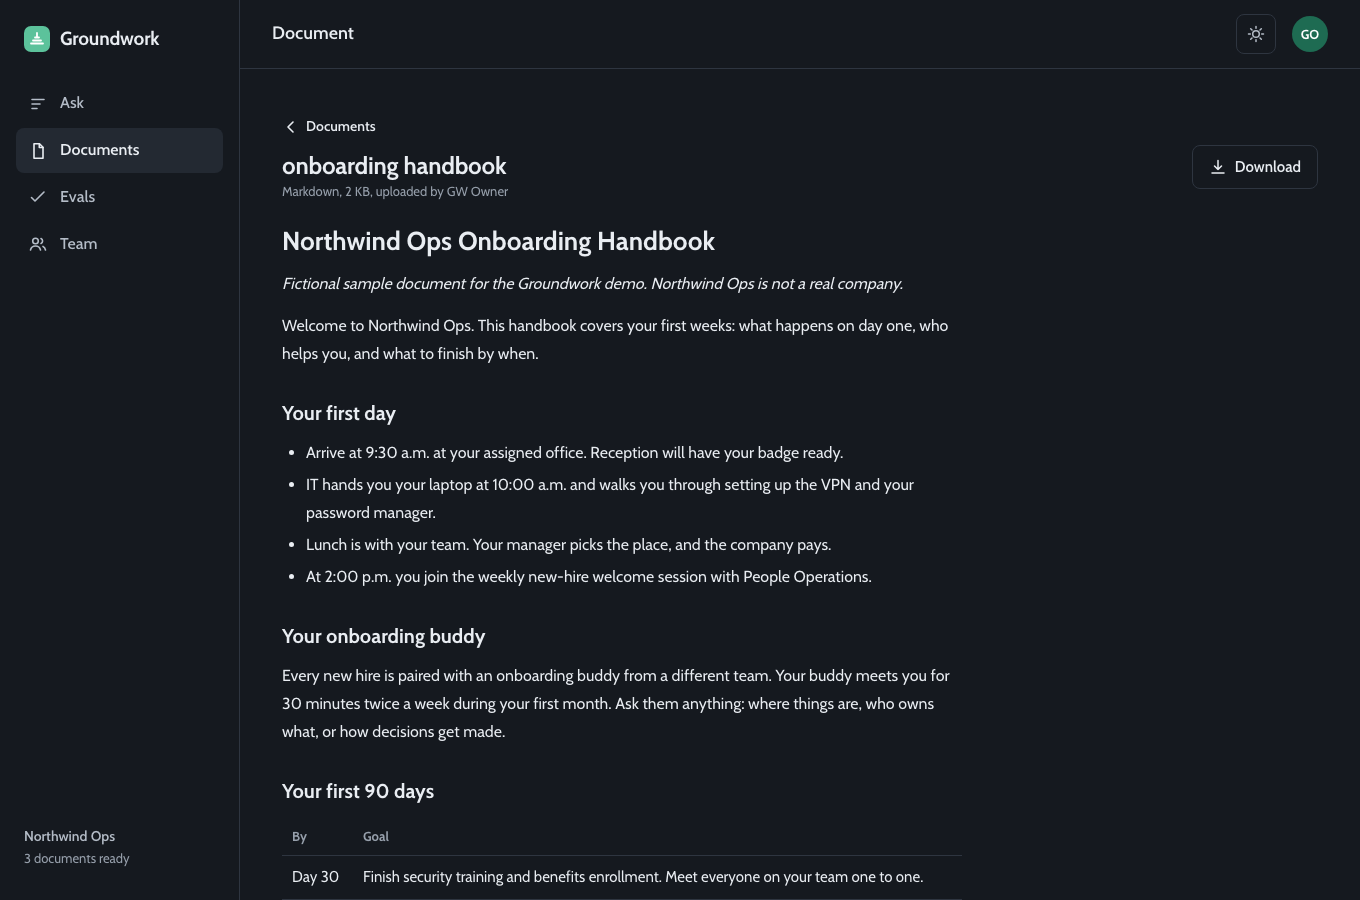 Groundwork
Document
GO
Ask
Documents
Evals
Team
Documents
onboarding handbook
Download
Markdown, 2 KB, uploaded by GW Owner
Northwind Ops Onboarding Handbook
Fictional sample document for the Groundwork demo. Northwind Ops is not a real company.
Welcome to Northwind Ops. This handbook covers your first weeks: what happens on day one, who
helps you, and what to finish by when.
Your first day
• Arrive at 9:30 a.m. at your assigned office. Reception will have your badge ready.
• IT hands you your laptop at 10:00 a.m. and walks you through setting up the VPN and your
password manager.
• Lunch is with your team. Your manager picks the place, and the company pays.
• At 2:00 p.m. you join the weekly new-hire welcome session with People Operations.
Your onboarding buddy
Every new hire is paired with an onboarding buddy from a different team. Your buddy meets you for
30 minutes twice a week during your first month. Ask them anything: where things are, who owns
what, or how decisions get made.
Your first 90 days
By Goal
Day 30 Finish security training and benefits enrollment. Meet everyone on your team one to one.
Northwind Ops
3 documents ready